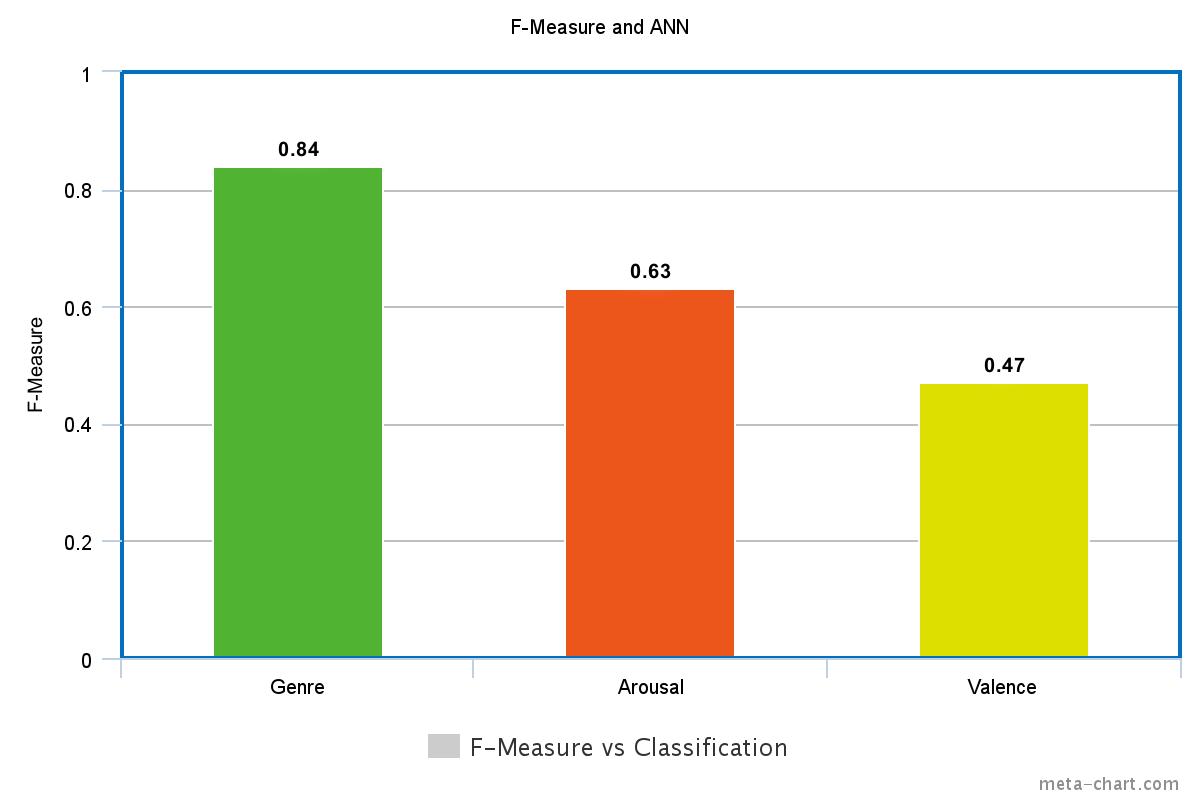 F-Measure and ANN
1
0.84
0.8
0.63
0.6
0.47
F-Measure
0.4
0.2
0
Genre
Arousal
Valence
F-Measure vs Classification
meta-chart.com